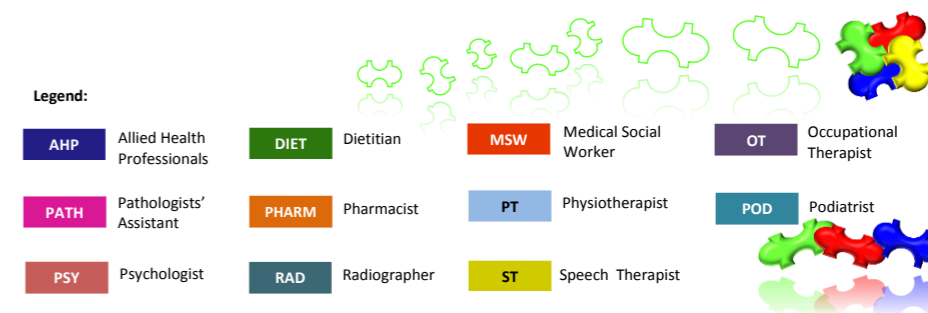 Legend:
AHP Allied Health Professionals
DIET Dietitian
MSW Medical Social Worker
OT Occupational Therapist
PATH Pathologists’ Assistant
PHARM Pharmacist
PT Physiotherapist
POD Podiatrist
PSY Psychologist
RAD Radiographer
ST Speech Therapist